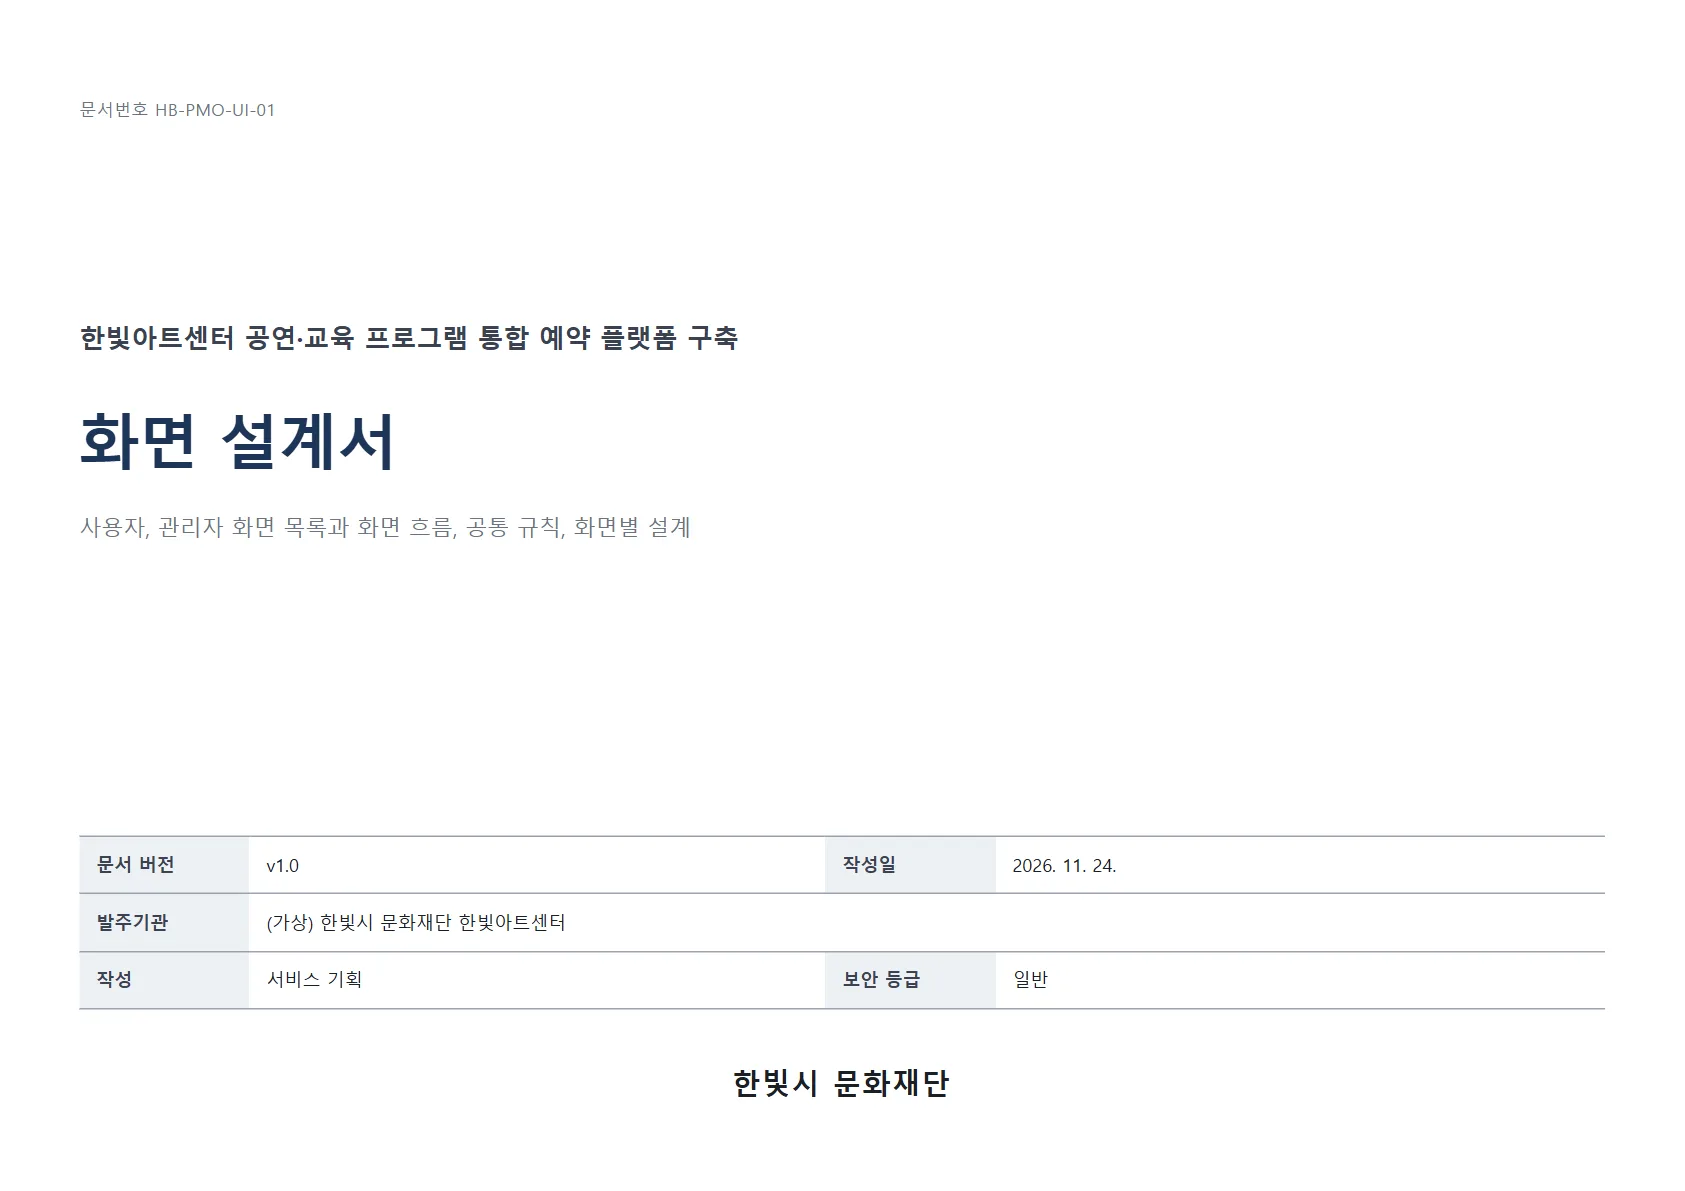 문서번호 HB-PMO-UI-01
한빛아트센터 공연·교육 프로그램 통합 예약 플랫폼 구축
화면 설계서
사용자, 관리자 화면 목록과 화면 흐름, 공통 규칙, 화면별 설계
문서 버전 v1.0 작성일 2026. 11. 24.
발주기관 (가상) 한빛시 문화재단 한빛아트센터
작성 서비스 기획 보안 등급 일반
한빛시 문화재단